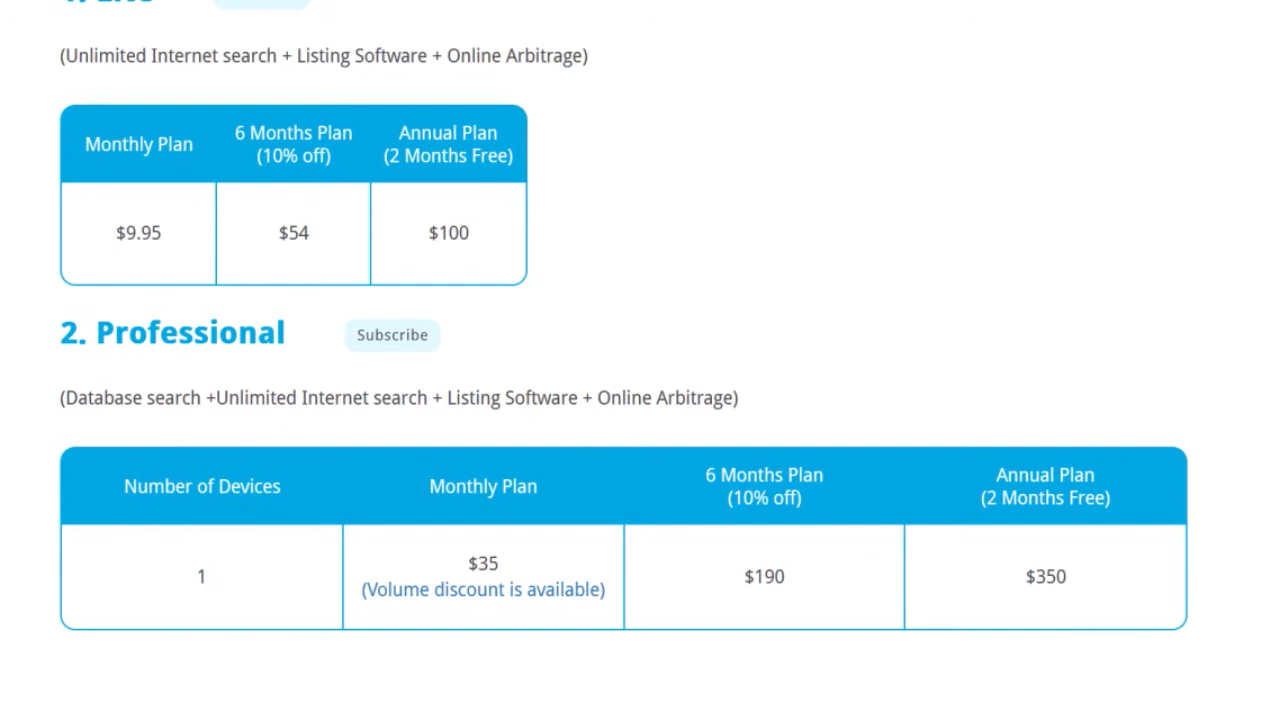 (Unlimited Internet search + Listing Software + Online Arbitrage)
Monthly Plan
6 Months Plan
(10% off)
Annual Plan
(2 Months Free)
$9.95
$54
$100
2. Professional
Subscribe
(Database search +Unlimited Internet search + Listing Software + Online Arbitrage)
Number of Devices
Monthly Plan
6 Months Plan
(10% off)
Annual Plan
(2 Months Free)
1
$35
(Volume discount is available)
$190
$350